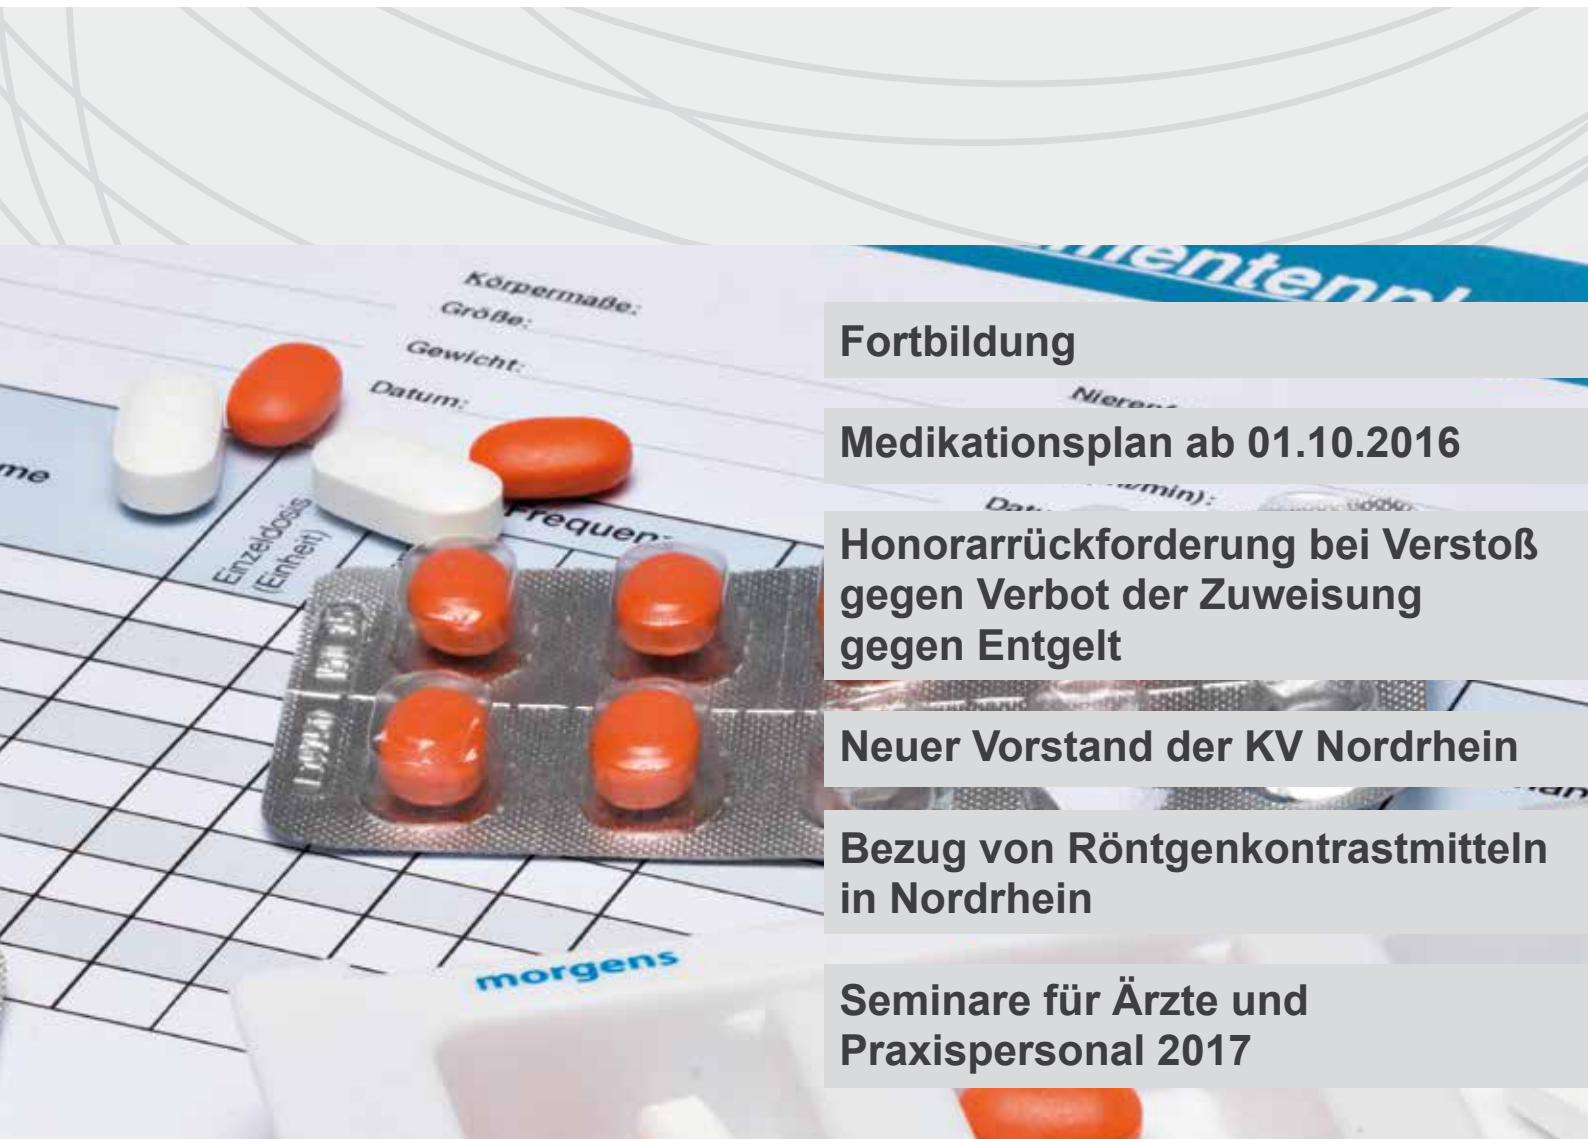 Körpermaße:
Größe:
Gewicht:
Datum:
Einzeldosis
(Einheit)
morgens
Fortbildung
Medikationsplan ab 01.10.2016
Honorarrückforderung bei Verstoß
gegen Verbot der Zuweisung
gegen Entgelt
Neuer Vorstand der KV Nordrhein
Bezug von Röntgenkontrastmitteln
in Nordrhein
Seminare für Ärzte und
Praxispersonal 2017